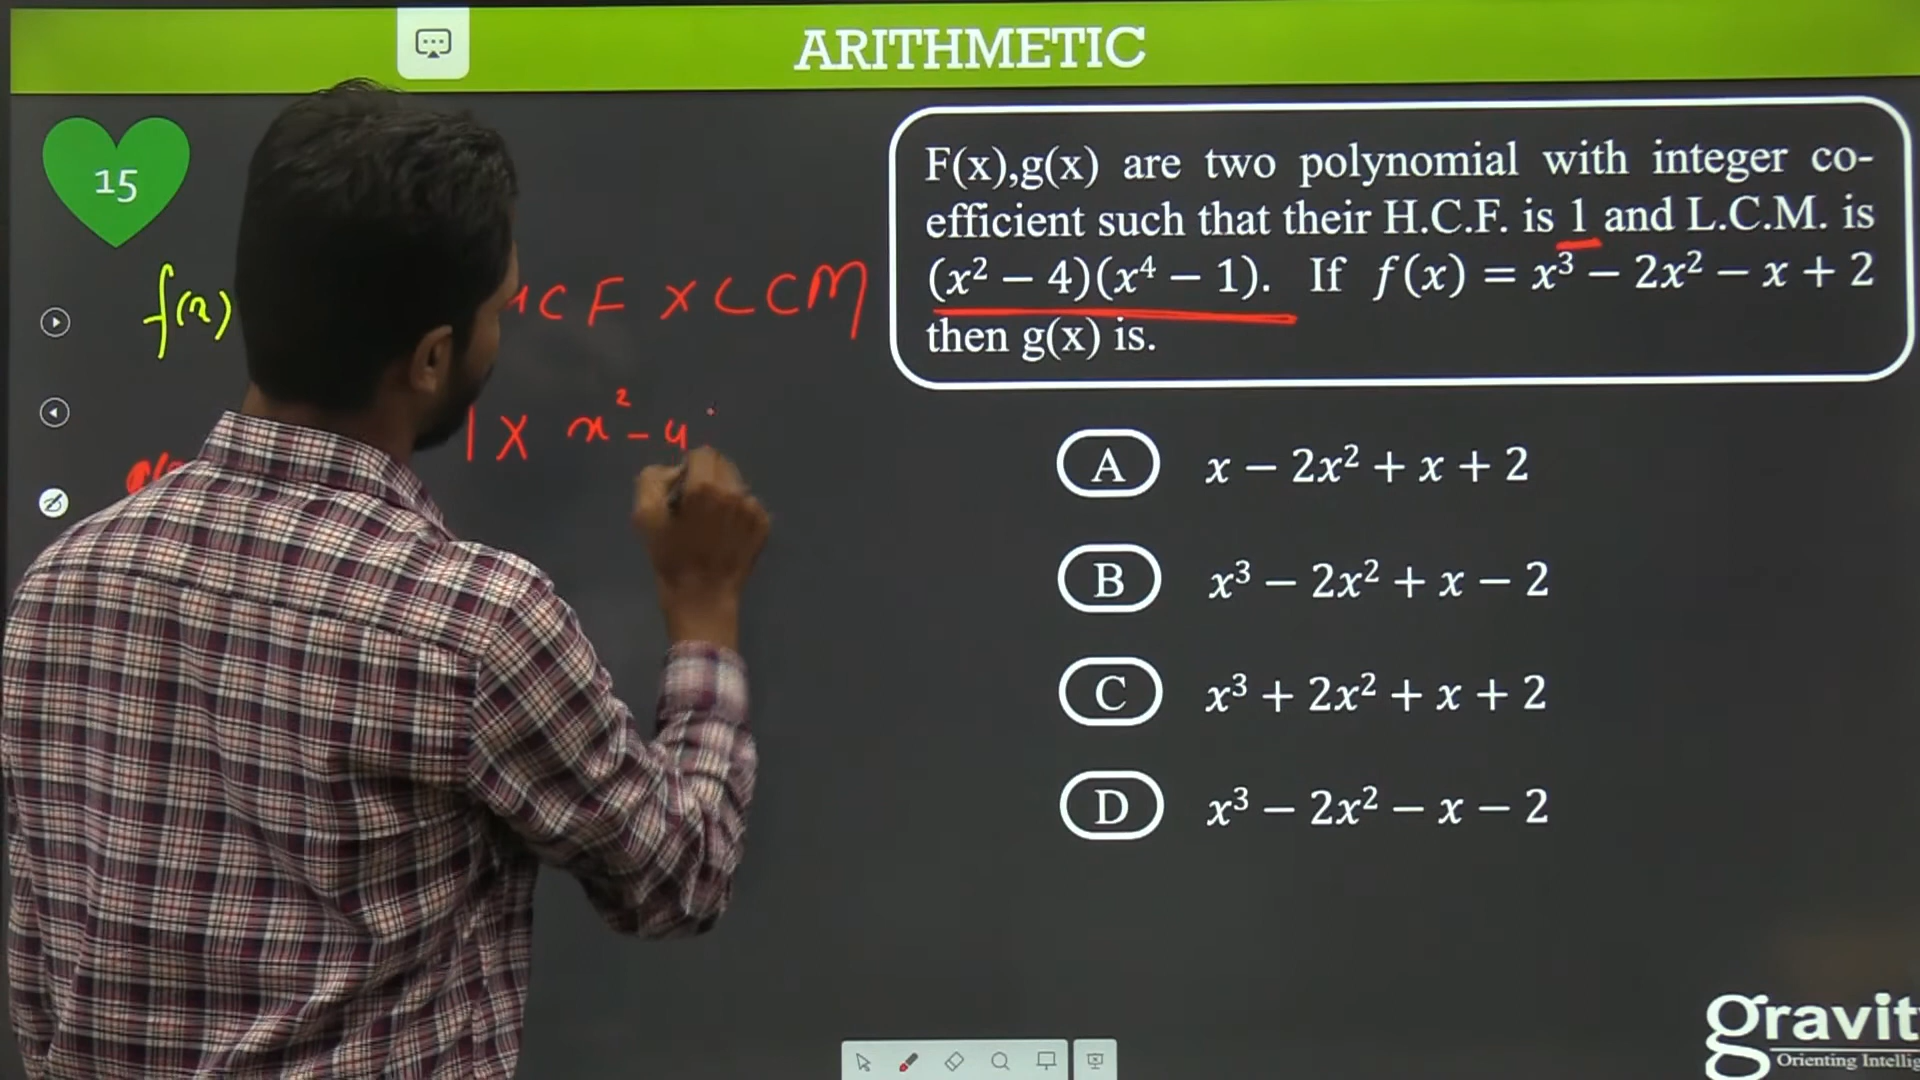 ARITHMETIC
15
F(x),g(x) are two polynomial with integer co-
efficient such that their H.C.F. is 1 and L.C.M. is
(x² − 4)(x⁴ − 1). If f(x) = x³ − 2x² − x + 2
then g(x) is.
f(x)
HCF × LCM
1 × x² - 4
A x − 2x² + x + 2
B x³ − 2x² + x − 2
C x³ + 2x² + x + 2
D x³ − 2x² − x − 2
gravit
Orienting Intellig